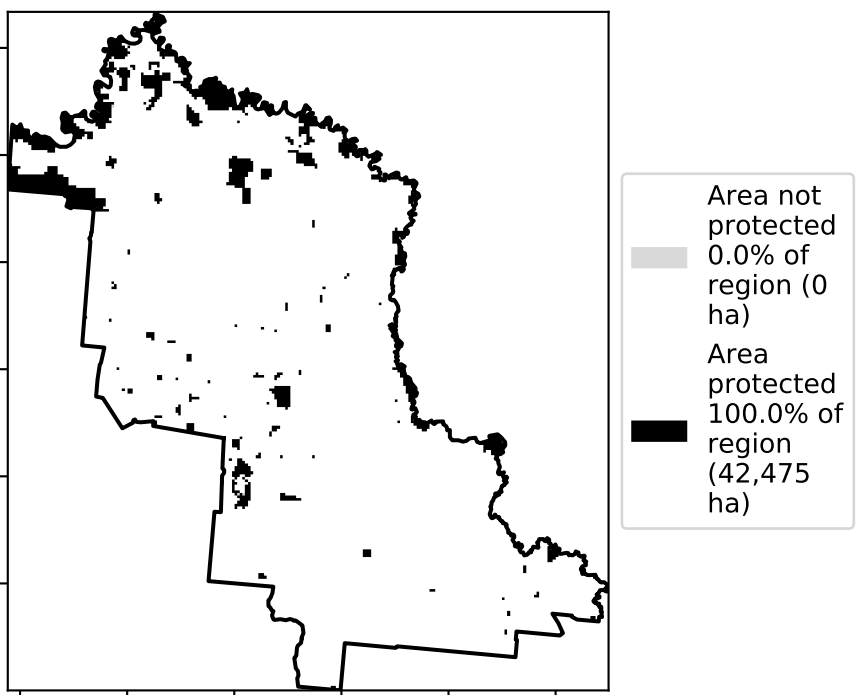 Area not
protected
0.0% of
region (0
ha)
Area
protected
100.0% of
region
(42,475
ha)